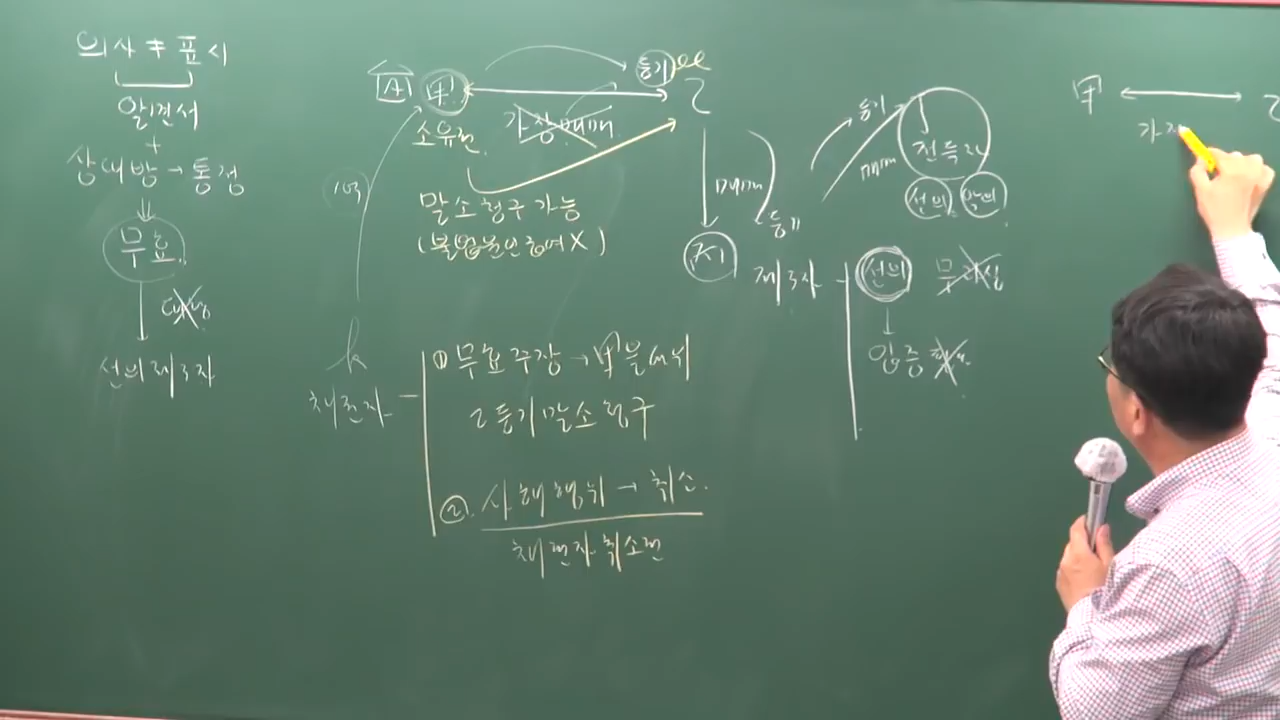 의사 ≠ 표시
알면서
+
상대방 → 통정
⇓
무효
대항
선의 제3자
A 甲 등기 乙
소유권 가장매매
말소청구 가능
(불법원인급여 X)
1억
매매
등기
丙 제3자
선의 무과실
입증
등기
매매
전득자
선의 악의
채권자
① 무효주장 → 甲을 대위
乙 등기 말소청구
② 사해행위 → 취소.
채권자 취소권
甲
가장